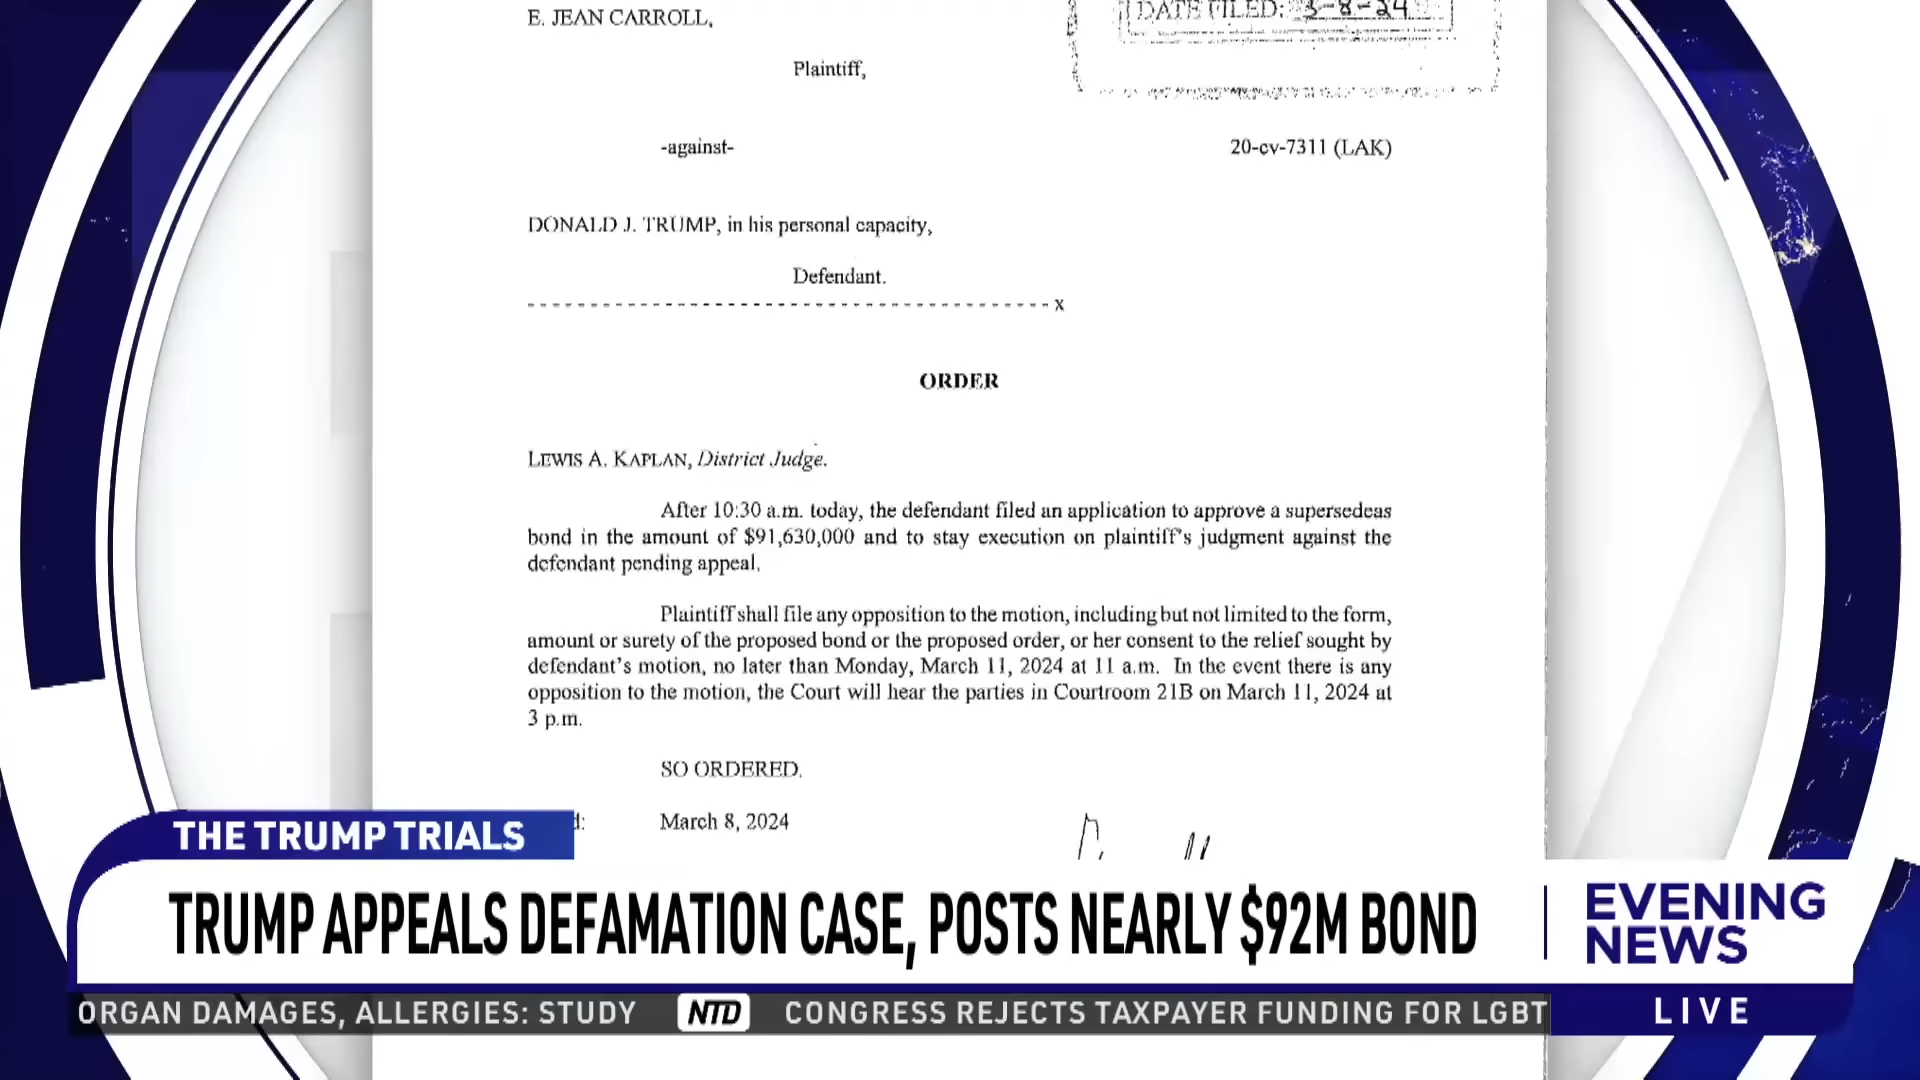 E. JEAN CARROLL,
DATE FILED: 3-8-24
Plaintiff,
-against-
20-cv-7311 (LAK)
DONALD J. TRUMP, in his personal capacity,
Defendant.
----------------------------------------x
ORDER
LEWIS A. KAPLAN, District Judge.
After 10:30 a.m. today, the defendant filed an application to approve a supersedeas
bond in the amount of $91,630,000 and to stay execution on plaintiff's judgment against the
defendant pending appeal.
Plaintiff shall file any opposition to the motion, including but not limited to the form,
amount or surety of the proposed bond or the proposed order, or her consent to the relief sought by
defendant's motion, no later than Monday, March 11, 2024 at 11 a.m. In the event there is any
opposition to the motion, the Court will hear the parties in Courtroom 21B on March 11, 2024 at
3 p.m.
SO ORDERED.
d: March 8, 2024
THE TRUMP TRIALS
TRUMP APPEALS DEFAMATION CASE, POSTS NEARLY $92M BOND
EVENING
NEWS
ORGAN DAMAGES, ALLERGIES: STUDY NTD CONGRESS REJECTS TAXPAYER FUNDING FOR LGBT
LIVE